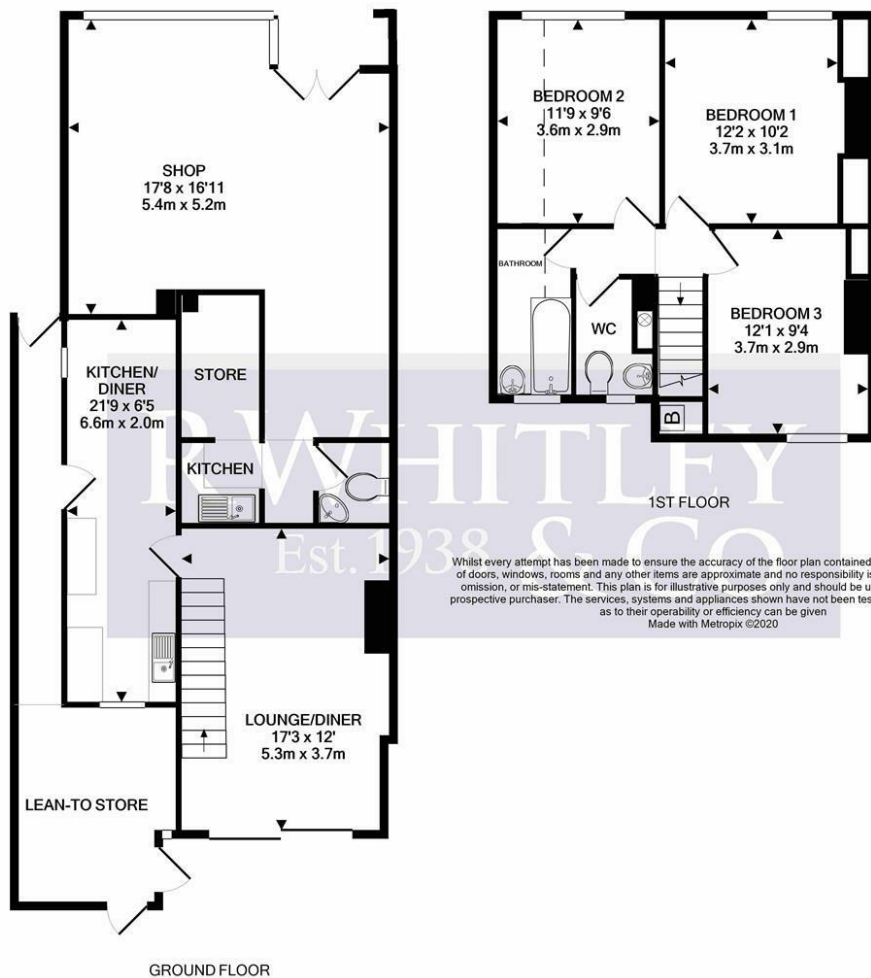 SHOP
17'8 x 16'11
5.4m x 5.2m
KITCHEN/
DINER
21'9 x 6'5
6.6m x 2.0m
STORE
KITCHEN
LOUNGE/DINER
17'3 x 12'
5.3m x 3.7m
LEAN-TO STORE
GROUND FLOOR
BEDROOM 2
11'9 x 9'6
3.6m x 2.9m
BEDROOM 1
12'2 x 10'2
3.7m x 3.1m
BATHROOM
WC
BEDROOM 3
12'1 x 9'4
3.7m x 2.9m
B
1ST FLOOR
R WHITLEY
& CO
Est. 1938
Whilst every attempt has been made to ensure the accuracy of the floor plan contained
of doors, windows, rooms and any other items are approximate and no responsibility is
omission, or mis-statement. This plan is for illustrative purposes only and should be u
prospective purchaser. The services, systems and appliances shown have not been tes
as to their operability or efficiency can be given
Made with Metropix ©2020